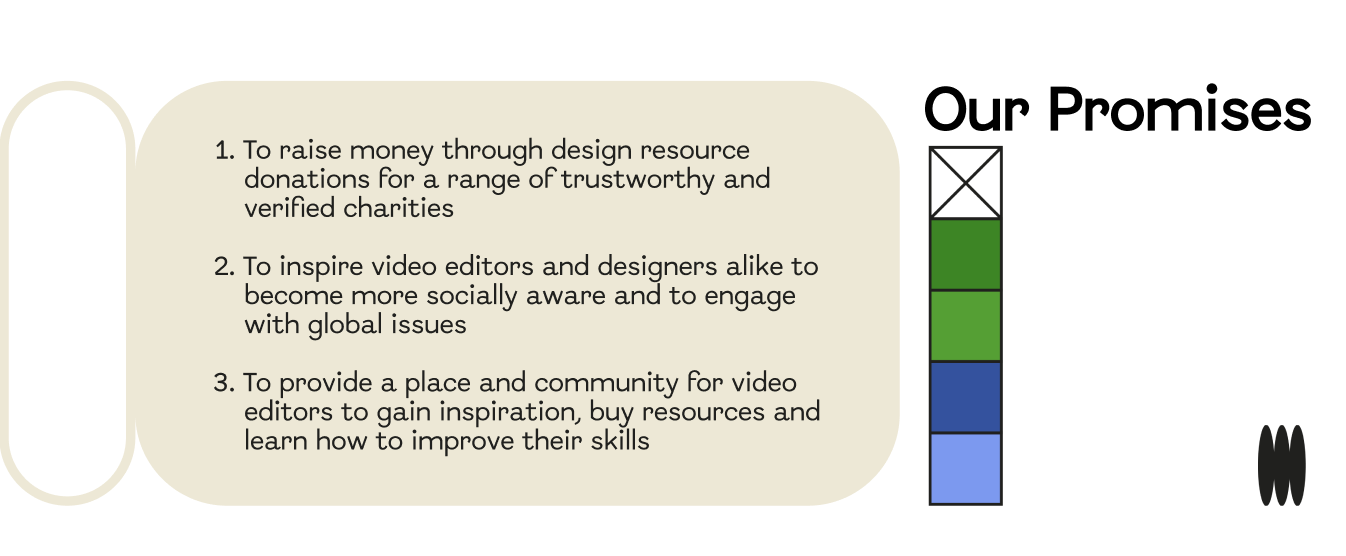 Our Promises
1. To raise money through design resource
donations for a range of trustworthy and
verified charities
2. To inspire video editors and designers alike to
become more socially aware and to engage
with global issues
3. To provide a place and community for video
editors to gain inspiration, buy resources and
learn how to improve their skills